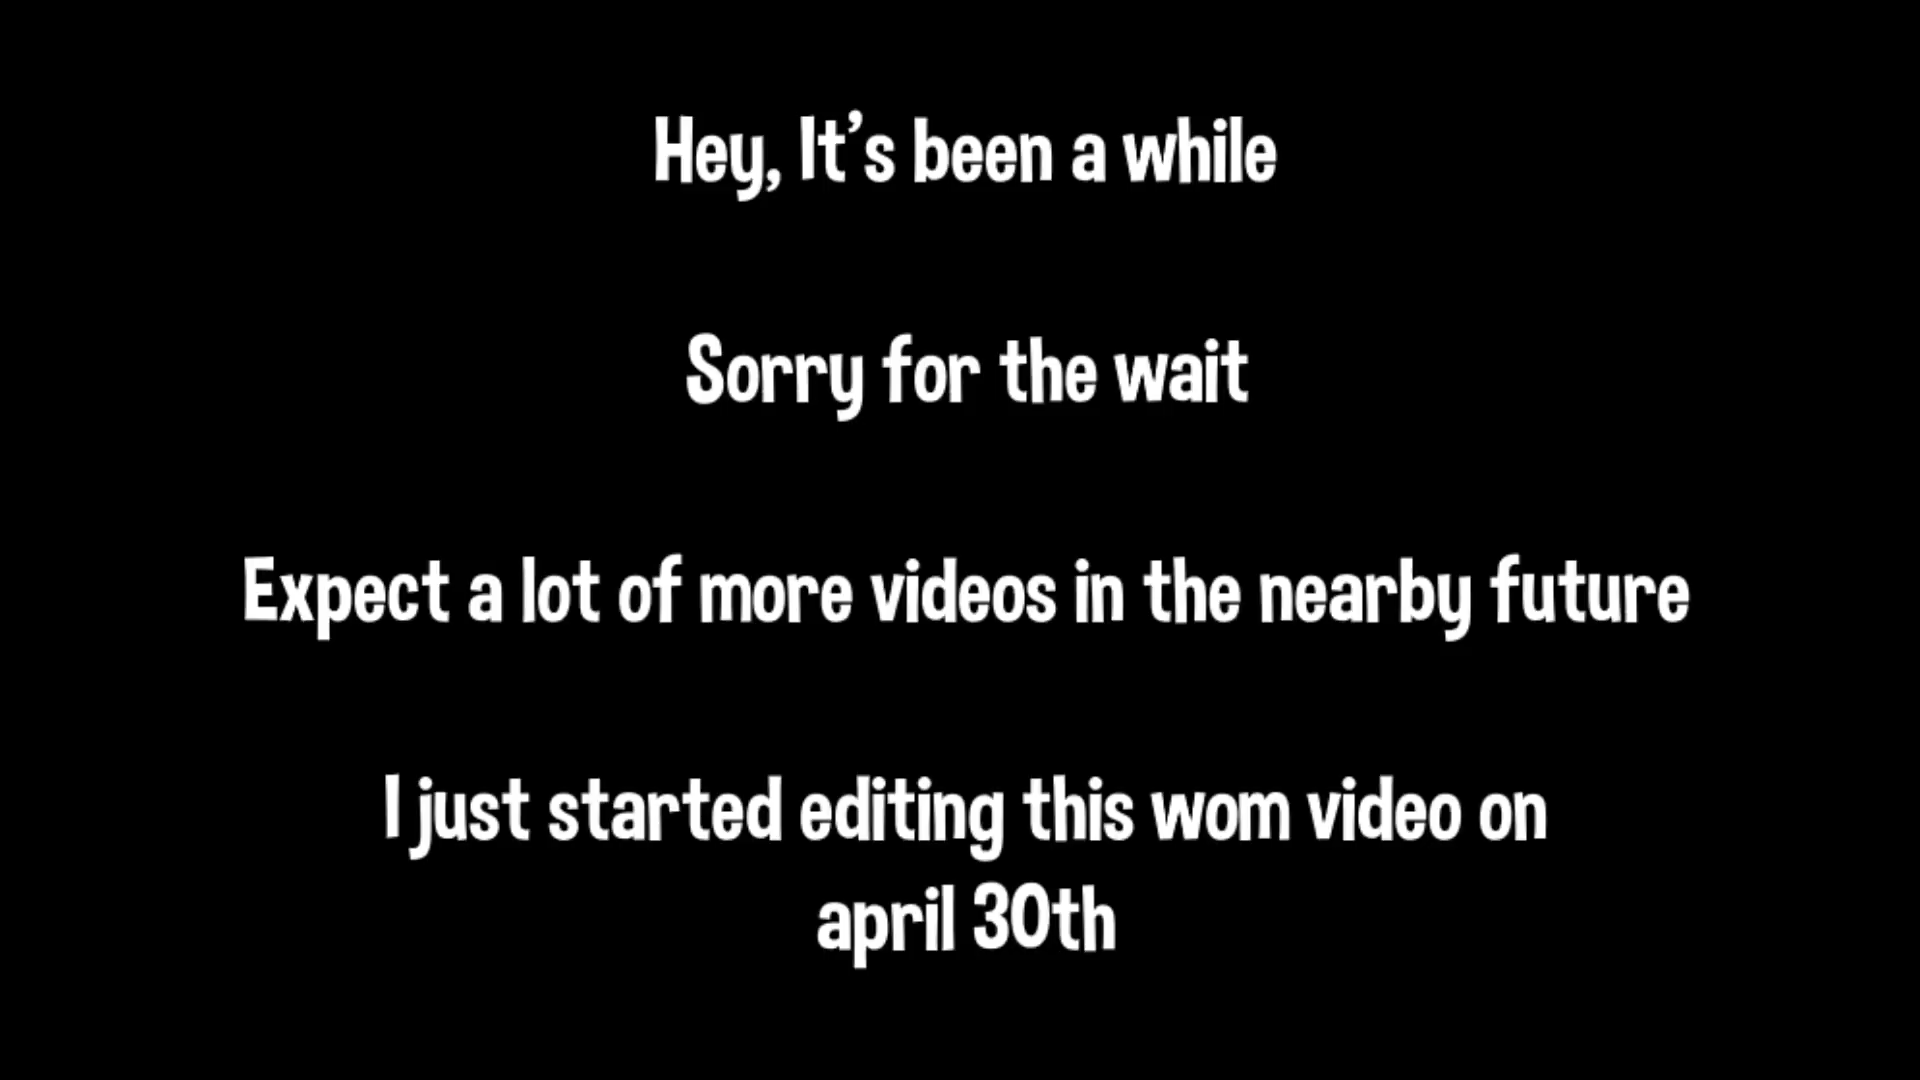 Hey, It's been a while
Sorry for the wait
Expect a lot of more videos in the nearby future
I just started editing this wom video on
april 30th